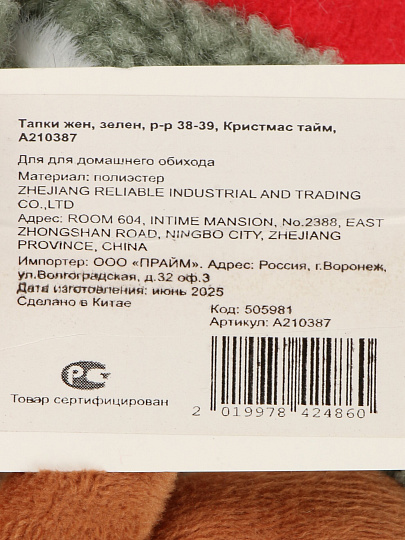 Тапки жен, зелен, р-р 38-39, Кристмас тайм,
А210387
Для для домашнего обихода
Материал: полиэстер
ZHEJIANG RELIABLE INDUSTRIAL AND TRADING
CO.,LTD
Адрес: ROOM 604, INTIME MANSION, No.2388, EAST
ZHONGSHAN ROAD, NINGBO CITY, ZHEJIANG
PROVINCE, CHINA
Импортер: ООО «ПРАЙМ». Адрес: Россия, г.Воронеж,
ул.Волгоградская, д.32 оф.3
Дата изготовления: июнь 2025
Сделано в Китае
Код: 505981
Артикул: А210387
РСТ
Товар сертифицирован
2 019978 424860